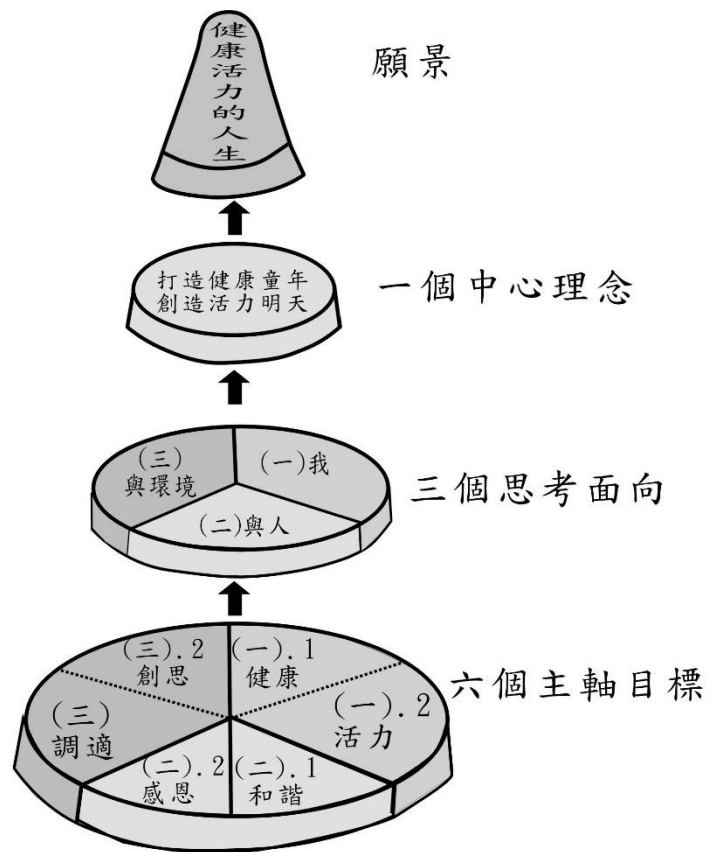 健康活力的人生
願景
打造健康童年
創造活力明天
一個中心理念
(三)
與環境
(一)我
(二)與人
三個思考面向
(三).2
創思
(一).1
健康
(三)
調適
(一).2
活力
(二).2
感恩
(二).1
和諧
六個主軸目標